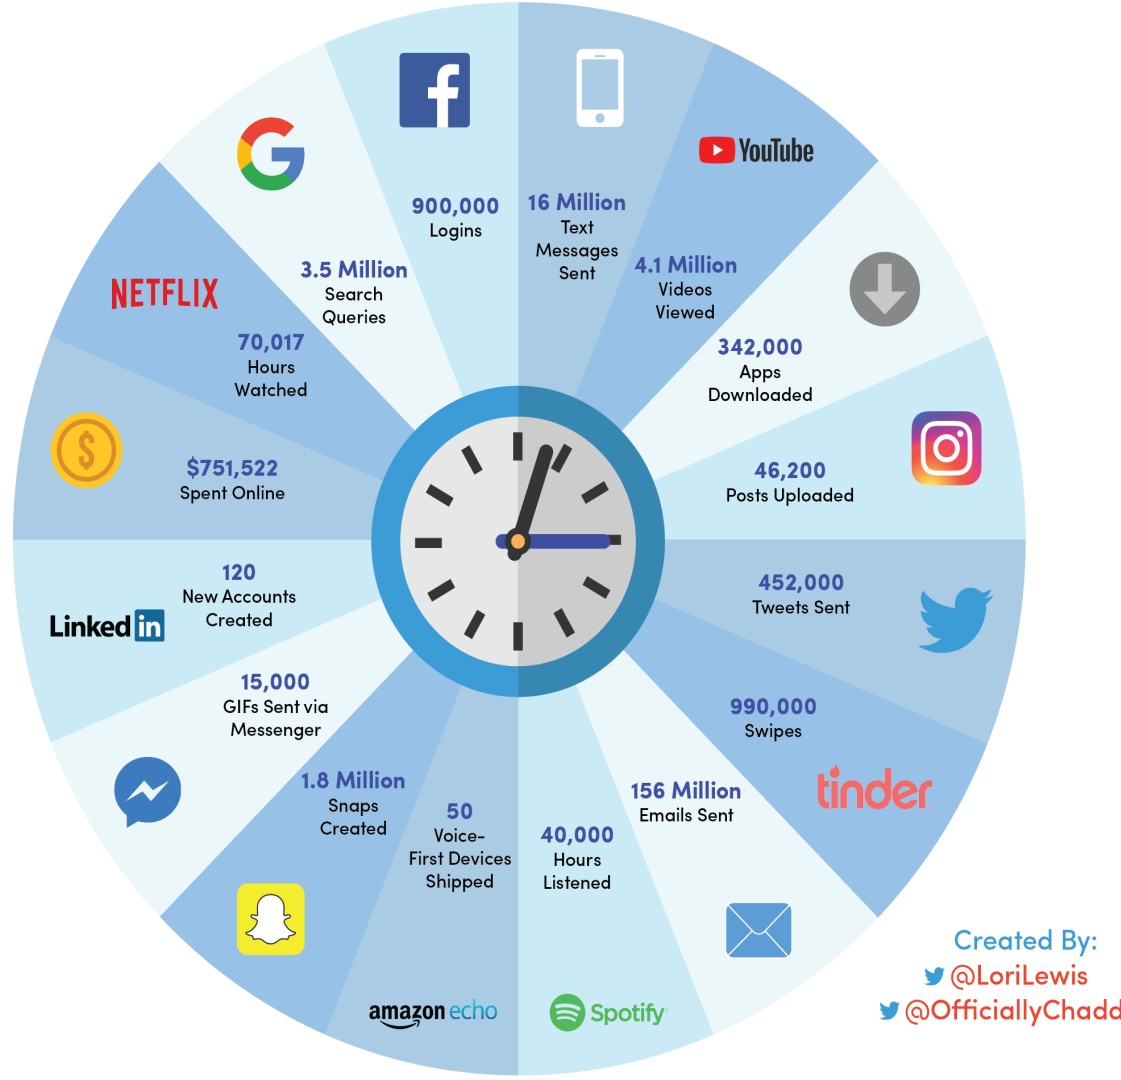 900,000
Logins
16 Million
Text
Messages
Sent
YouTube
4.1 Million
Videos
Viewed
342,000
Apps
Downloaded
46,200
Posts Uploaded
452,000
Tweets Sent
990,000
Swipes
tinder
156 Million
Emails Sent
40,000
Hours
Listened
Spotify
50
Voice-
First Devices
Shipped
amazon echo
1.8 Million
Snaps
Created
15,000
GIFs Sent via
Messenger
120
New Accounts
Created
Linked in
$751,522
Spent Online
$
NETFLIX
70,017
Hours
Watched
G
3.5 Million
Search
Queries
f
Created By:
@LoriLewis
@OfficiallyChadd